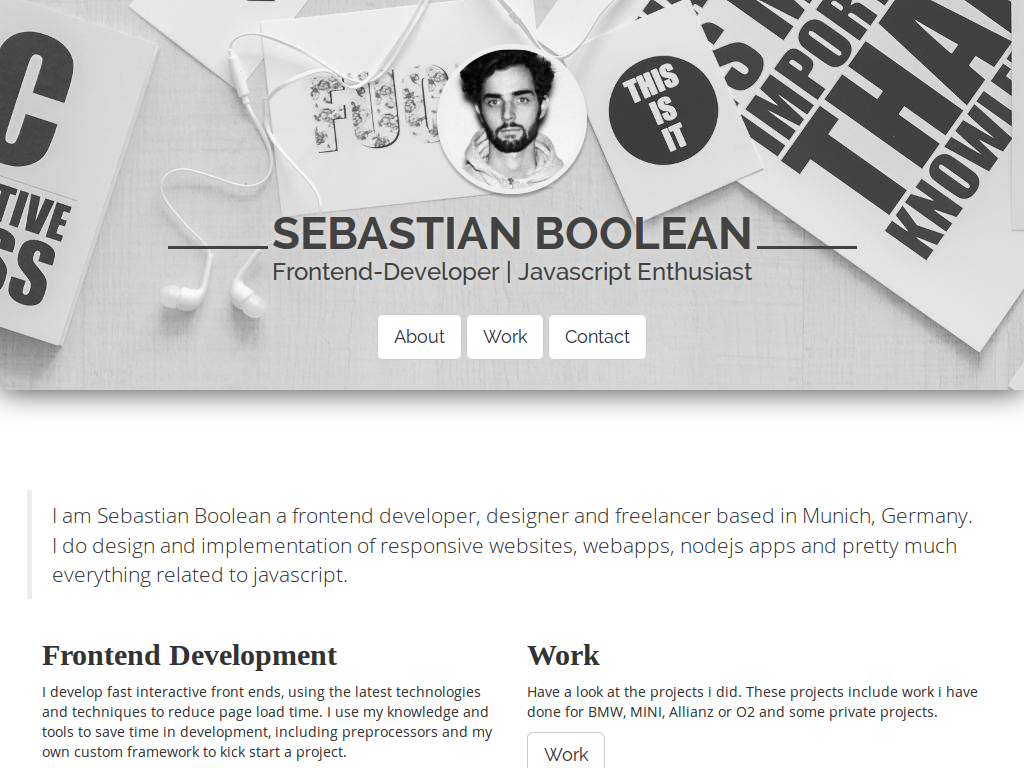 C
TIVE
SS
FUC
THIS
IS
IT
IMPOR
THA
KNOWLE
SEBASTIAN BOOLEAN
Frontend-Developer | Javascript Enthusiast
About Work Contact
I am Sebastian Boolean a frontend developer, designer and freelancer based in Munich, Germany.
I do design and implementation of responsive websites, webapps, nodejs apps and pretty much
everything related to javascript.
Frontend Development
I develop fast interactive front ends, using the latest technologies
and techniques to reduce page load time. I use my knowledge and
tools to save time in development, including preprocessors and my
own custom framework to kick start a project.
Work
Have a look at the projects i did. These projects include work i have
done for BMW, MINI, Allianz or O2 and some private projects.
Work